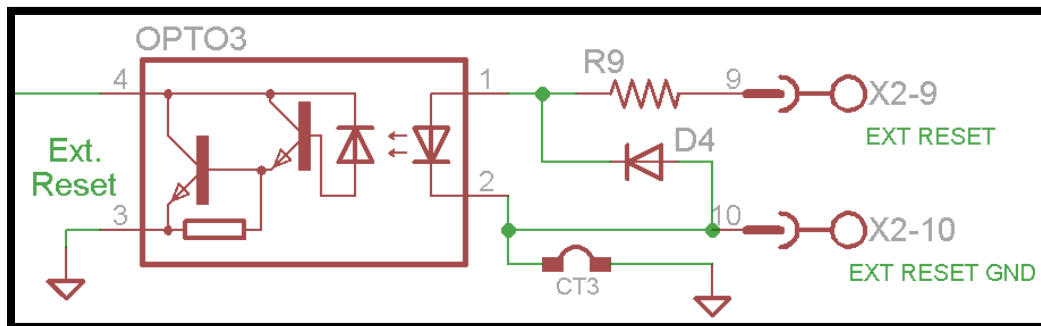 OPTO3
4
1
R9
9
X2-9
EXT RESET
Ext.
Reset
D4
3
2
10
X2-10
EXT RESET GND
CT3